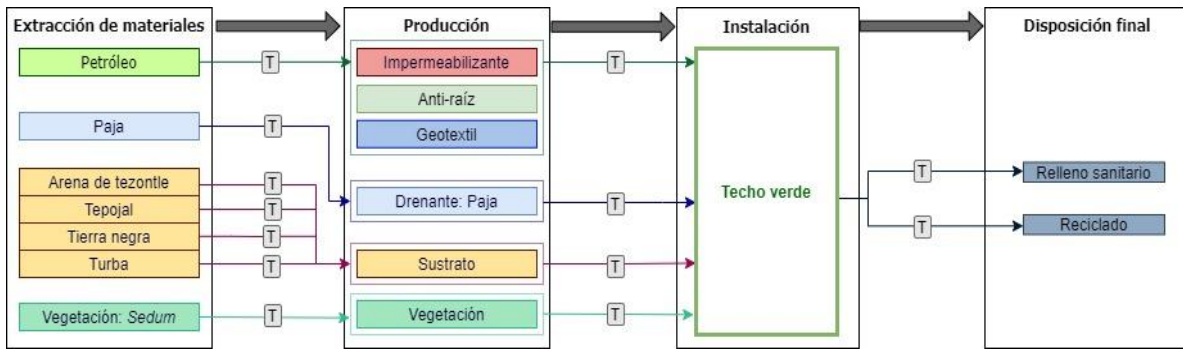 Extracción de materiales
Producción
Instalación
Disposición final
Petróleo
T
Impermeabilizante
T
Anti-raíz
Geotextil
Paja
T
Drenante: Paja
T
Arena de tezontle
T
Tepojal
T
Tierra negra
T
Turba
T
Sustrato
T
Vegetación: Sedum
T
Vegetación
T
Techo verde
T
Relleno sanitario
T
Reciclado